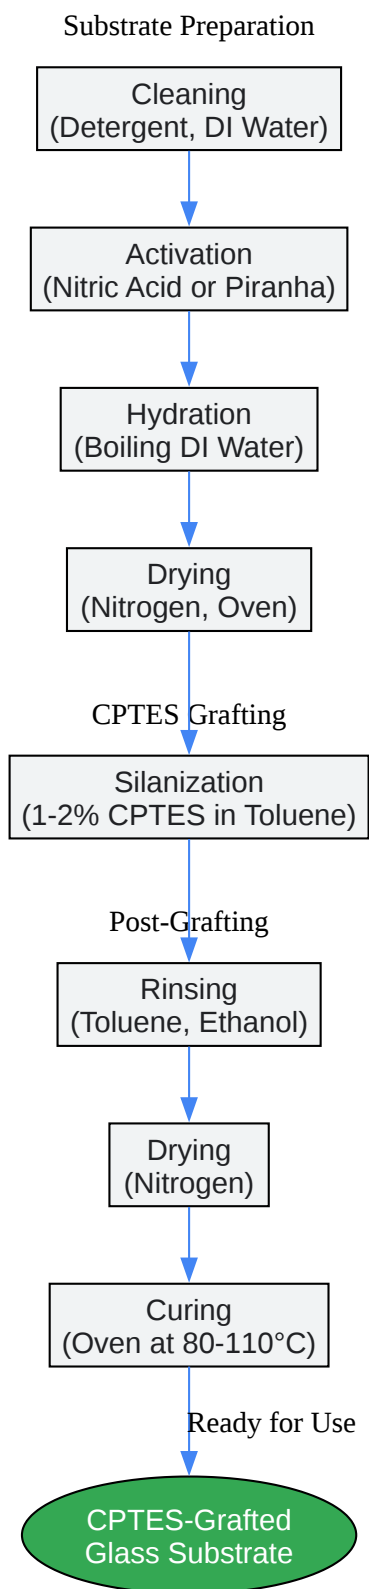 Substrate Preparation
Cleaning
(Detergent, DI Water)
Activation
(Nitric Acid or Piranha)
Hydration
(Boiling DI Water)
Drying
(Nitrogen, Oven)
CPTES Grafting
Silanization
(1-2% CPTES in Toluene)
Post-Grafting
Rinsing
(Toluene, Ethanol)
Drying
(Nitrogen)
Curing
(Oven at 80-110°C)
Ready for Use
CPTES-Grafted
Glass Substrate